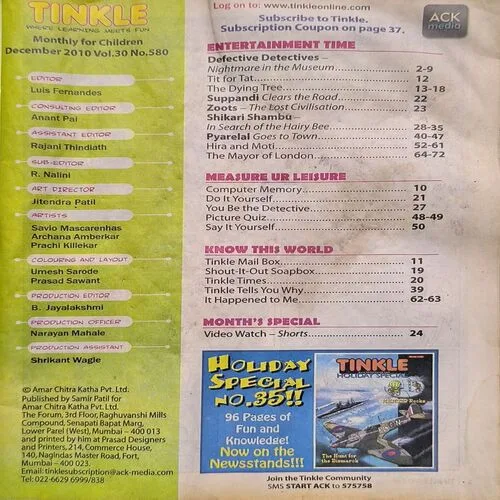 TINKLE
WHERE LEARNING MEETS FUN
Monthly for Children
December 2010 Vol.30 No.580
EDITOR
Luis Fernandes
CONSULTING EDITOR
Anant Pai
ASSISTANT EDITOR
Rajani Thindiath
SUB-EDITOR
R. Nalini
ART DIRECTOR
Jitendra Patil
ARTISTS
Savio Mascarenhas
Archana Amberkar
Prachi Killekar
COLOURING AND LAYOUT
Umesh Sarode
Prasad Sawant
PRODUCTION EDITOR
B. Jayalakshmi
PRODUCTION OFFICER
Narayan Mahale
PRODUCTION ASSISTANT
Shrikant Wagle
© Amar Chitra Katha Pvt. Ltd.
Published by Samir Patil for
Amar Chitra Katha Pvt. Ltd.
The Forum, 3rd Floor, Raghuvanshi Mills
Compound, Senapati Bapat Marg,
Lower Parel (West), Mumbai – 400 013
and printed by him at Prasad Designers
and Printers, 214, Commerce House,
140, Nagindas Master Road, Fort,
Mumbai – 400 023.
Email: tinklesubscription@ack-media.com
Tel: 022-6629 6999/838
Log on to: www.tinkleonline.com
Subscribe to Tinkle.
Subscription Coupon on page 37.
ACK
media
ENTERTAINMENT TIME
Defective Detectives –
Nightmare in the Museum 2-9
Tit for Tat 12
The Dying Tree 13-18
Suppandi Clears the Road 22
Zoots – The Lost Civilisation 23
Shikari Shambu –
In Search of the Hairy Bee 28-35
Pyarelal Goes to Town 40-47
Hira and Moti 52-61
The Mayor of London 64-72
MEASURE UR LEISURE
Computer Memory 10
Do It Yourself 21
You Be the Detective 27
Picture Quiz 48-49
Say It Yourself 50
KNOW THIS WORLD
Tinkle Mail Box 11
Shout-It-Out Soapbox 19
Tinkle Times 20
Tinkle Tells You Why 39
It Happened to Me 62-63
MONTH'S SPECIAL
Video Watch – Shorts 24
HOLIDAY
SPECIAL
NO.35!!
96 Pages of
Fun and
Knowledge!
Now on the
Newsstands!!!
TINKLE
HOLIDAY SPECIAL
The Hunt for
the Bismarck
Join the Tinkle Community
SMS START ACK to 575758